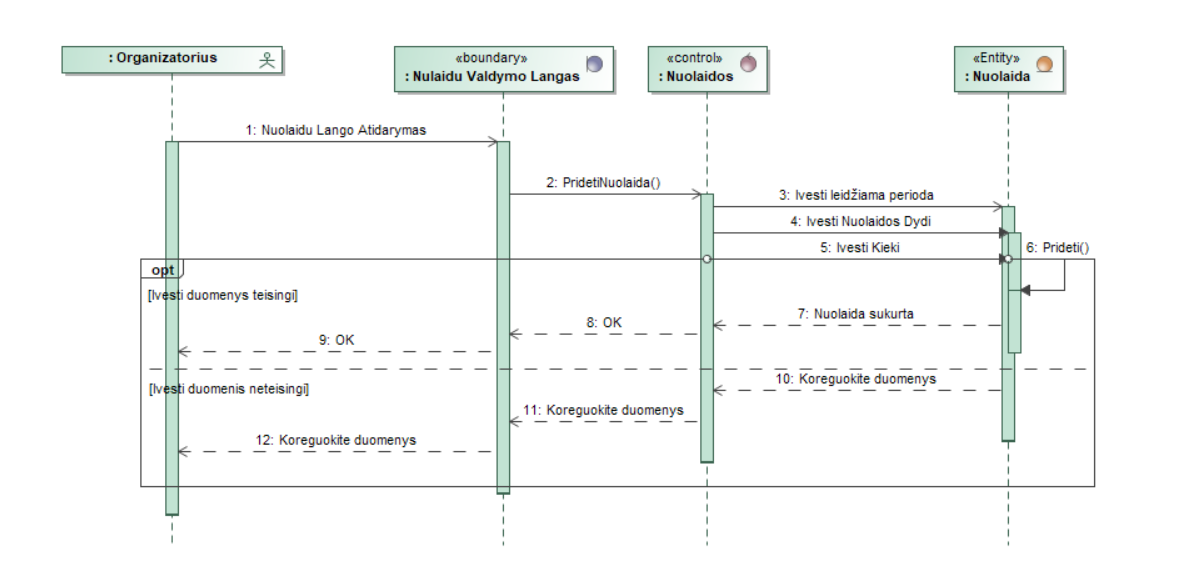 : Organizatorius
«boundary»
: Nulaidu Valdymo Langas
«control»
: Nuolaidos
«Entity»
: Nuolaida
1: Nuolaidu Lango Atidarymas
2: PridetiNuolaida()
3: Ivesti leidžiama perioda
4: Ivesti Nuolaidos Dydi
5: Ivesti Kieki
6: Prideti()
opt
[Ivesti duomenys teisingi]
7: Nuolaida sukurta
8: OK
9: OK
[Ivesti duomenis neteisingi]
10: Koreguokite duomenys
11: Koreguokite duomenys
12: Koreguokite duomenys